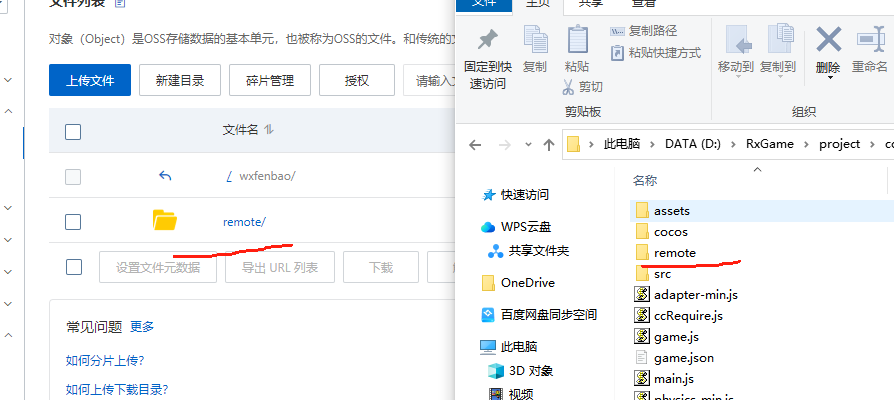 文件列表
对象（Object）是OSS存储数据的基本单元，也被称为OSS的文件。和传统的文
上传文件 新建目录 碎片管理 授权 请输入文
文件名
/ wxfenbao/
remote/
设置文件元数据 导出 URL 列表 下载
常见问题 更多
如何分片上传？
如何上传下载目录？
文件 主页 共享 查看
固定到快
速访问
复制
粘贴
复制路径
粘贴快捷方式
剪切
剪贴板
移动到 复制到 删除 重命名
组织
此电脑 DATA (D:) RxGame project co
快速访问
WPS云盘
共享文件夹
OneDrive
百度网盘同步空间
此电脑
3D 对象
视频
名称
assets
cocos
remote
src
adapter-min.js
ccRequire.js
game.js
game.json
main.js
physics-min.js